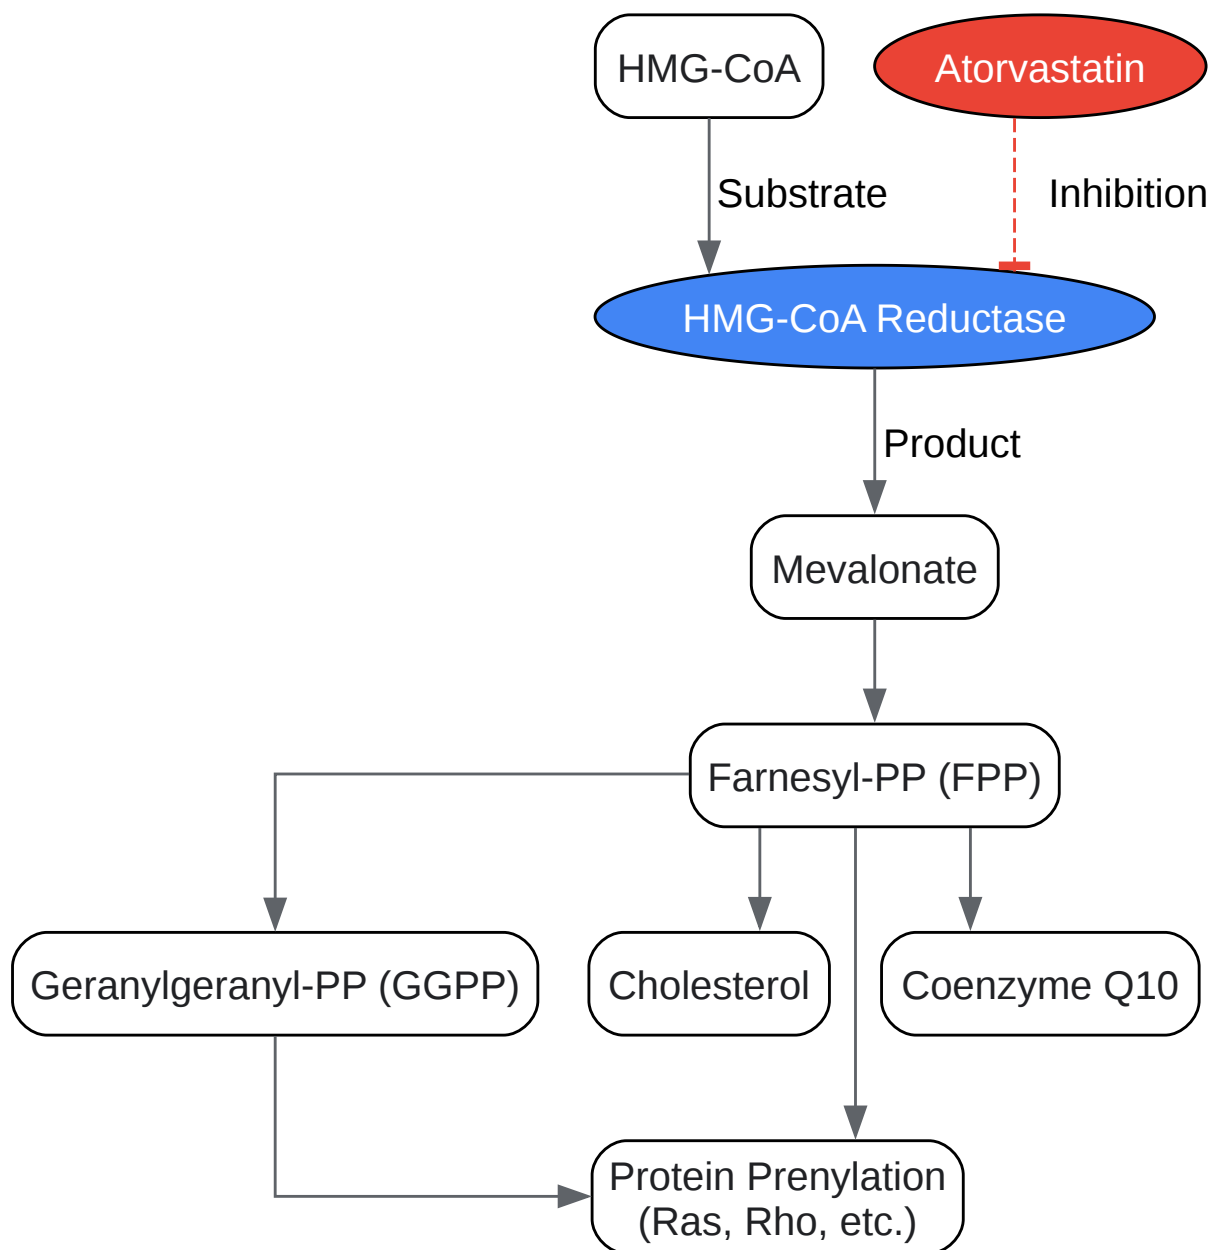 HMG-CoA
Atorvastatin
Substrate
Inhibition
HMG-CoA Reductase
Product
Mevalonate
Farnesyl-PP (FPP)
Geranylgeranyl-PP (GGPP)
Cholesterol
Coenzyme Q10
Protein Prenylation
(Ras, Rho, etc.)